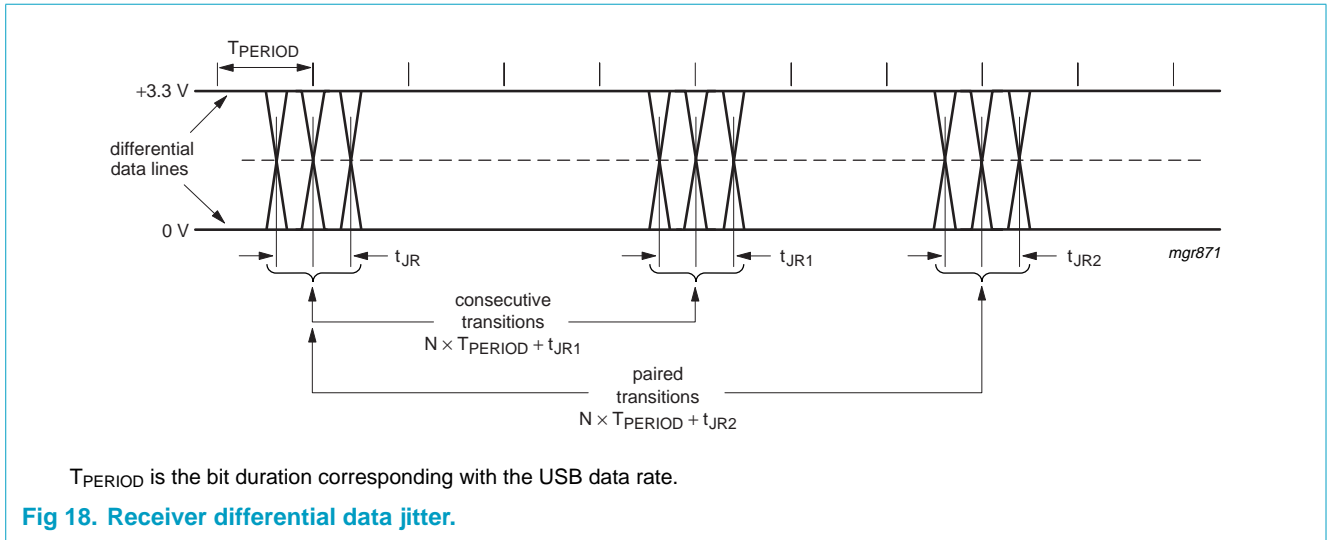 TPERIOD
+3.3 V
differential
data lines
0 V
tJR
tJR1
tJR2
mgr871
consecutive
transitions
N × TPERIOD + tJR1
paired
transitions
N × TPERIOD + tJR2
TPERIOD is the bit duration corresponding with the USB data rate.
Fig 18. Receiver differential data jitter.